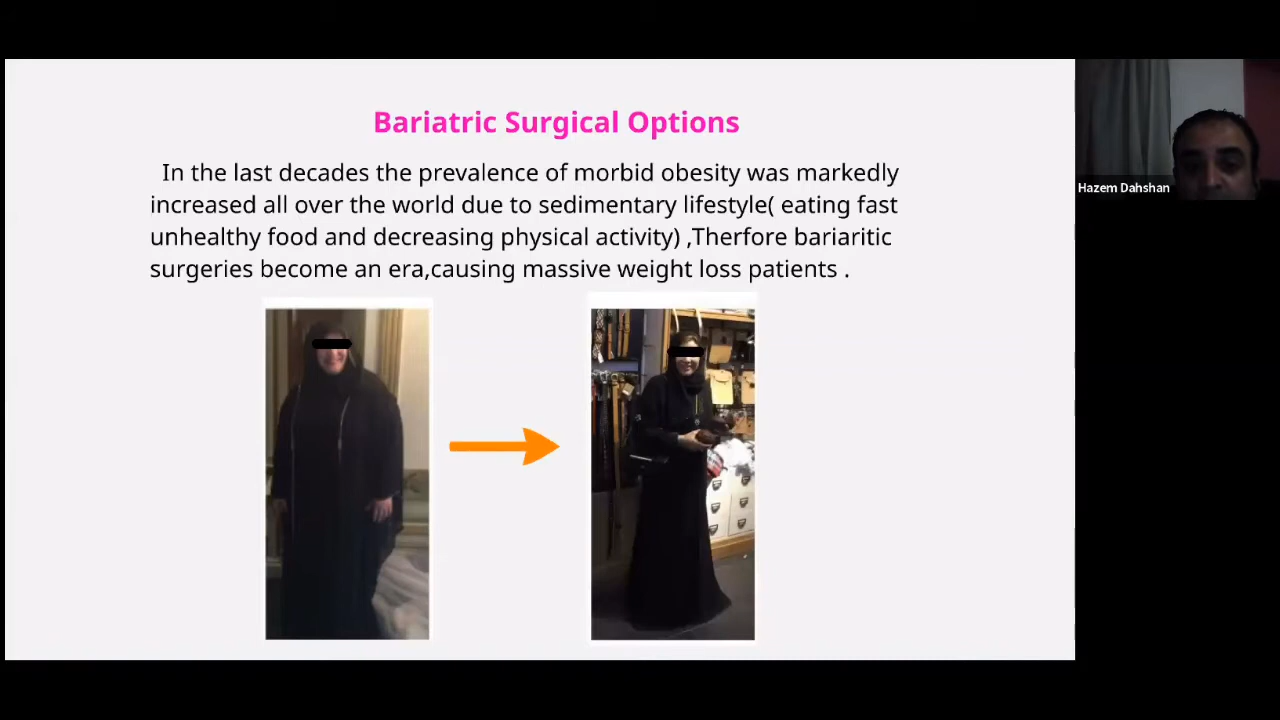 Bariatric Surgical Options
In the last decades the prevalence of morbid obesity was markedly
increased all over the world due to sedimentary lifestyle( eating fast
unhealthy food and decreasing physical activity) ,Therfore bariaritic
surgeries become an era,causing massive weight loss patients .
Hazem Dahshan